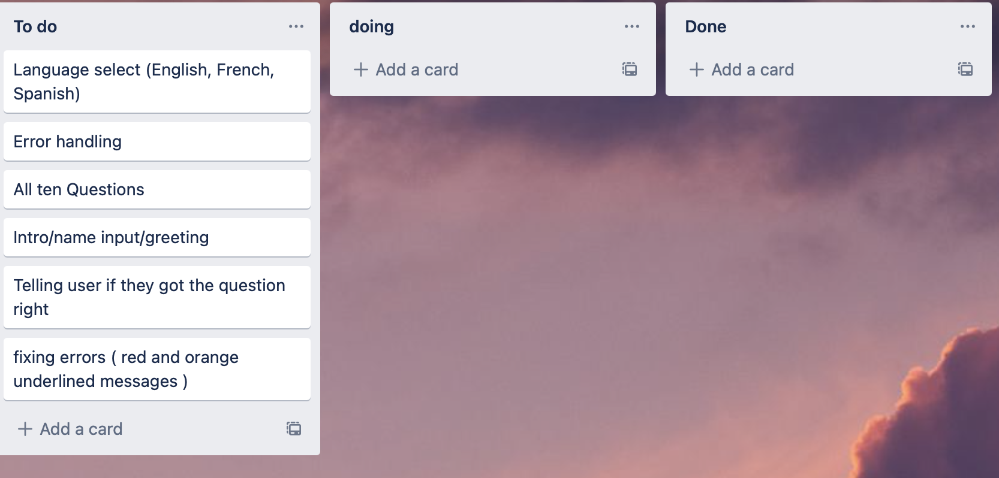 To do
Language select (English, French,
Spanish)
Error handling
All ten Questions
Intro/name input/greeting
Telling user if they got the question
right
fixing errors ( red and orange
underlined messages )
Add a card
doing
Add a card
Done
Add a card